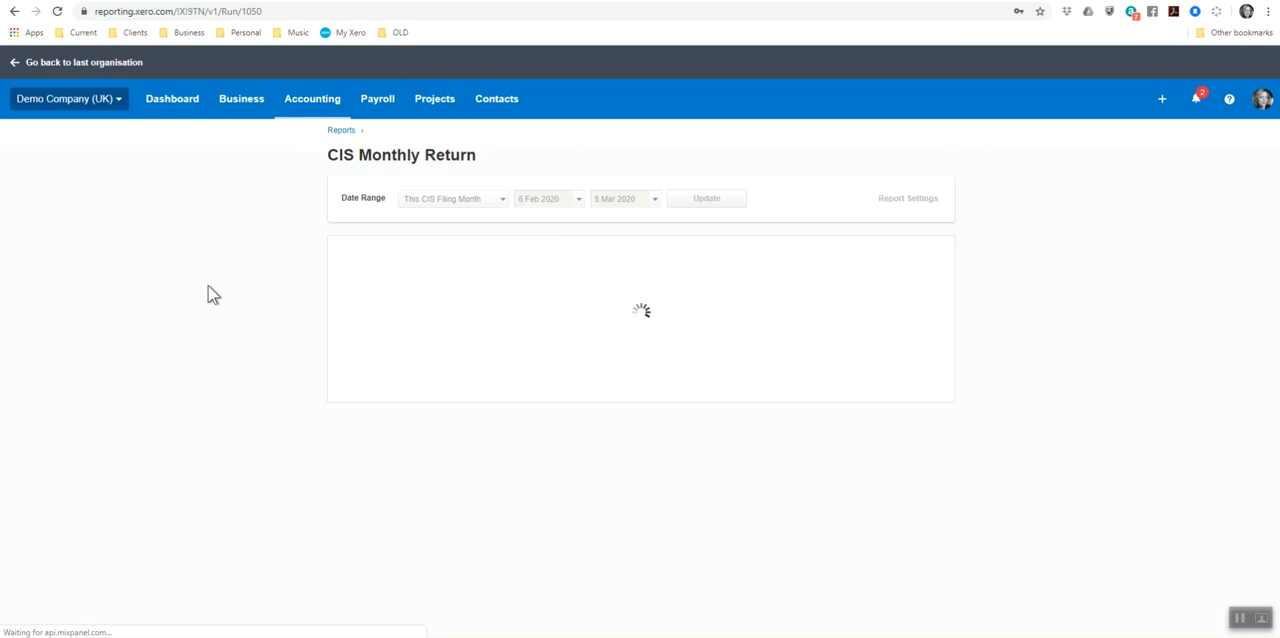 reporting.xero.com/!Xl9TN/v1/Run/1050
7
Apps Current Clients Business Personal Music My Xero OLD Other bookmarks
Go back to last organisation
Demo Company (UK) Dashboard Business Accounting Payroll Projects Contacts 2
Reports ›
CIS Monthly Return
Date Range This CIS Filing Month 6 Feb 2020 5 Mar 2020 Update Report Settings
Waiting for api.mixpanel.com...